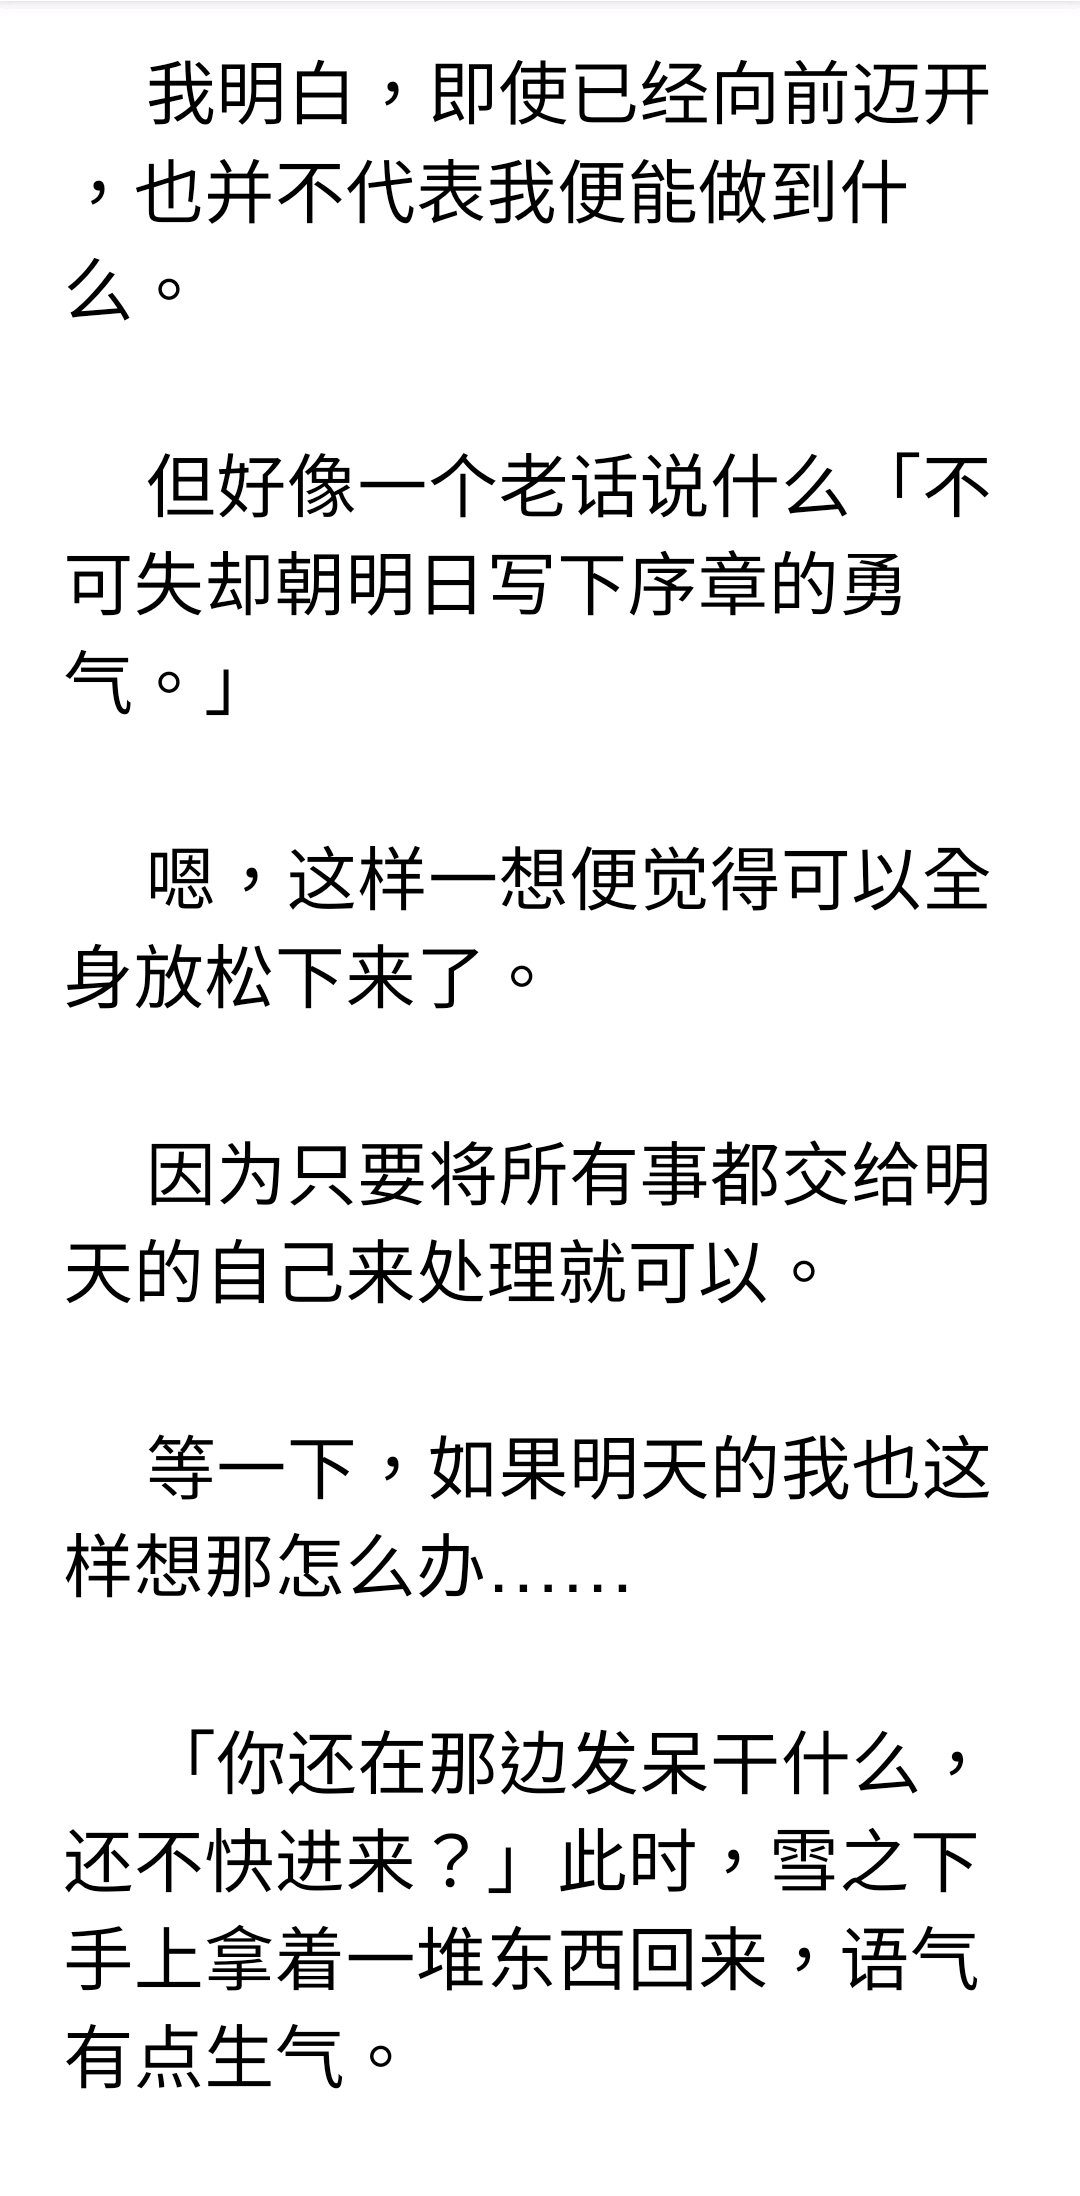 我明白，即使已经向前迈开
，也并不代表我便能做到什
么。
但好像一个老话说什么「不
可失却朝明日写下序章的勇
气。」
嗯，这样一想便觉得可以全
身放松下来了。
因为只要将所有事都交给明
天的自己来处理就可以。
等一下，如果明天的我也这
样想那怎么办......
「你还在那边发呆干什么，
还不快进来？」此时，雪之下
手上拿着一堆东西回来，语气
有点生气。